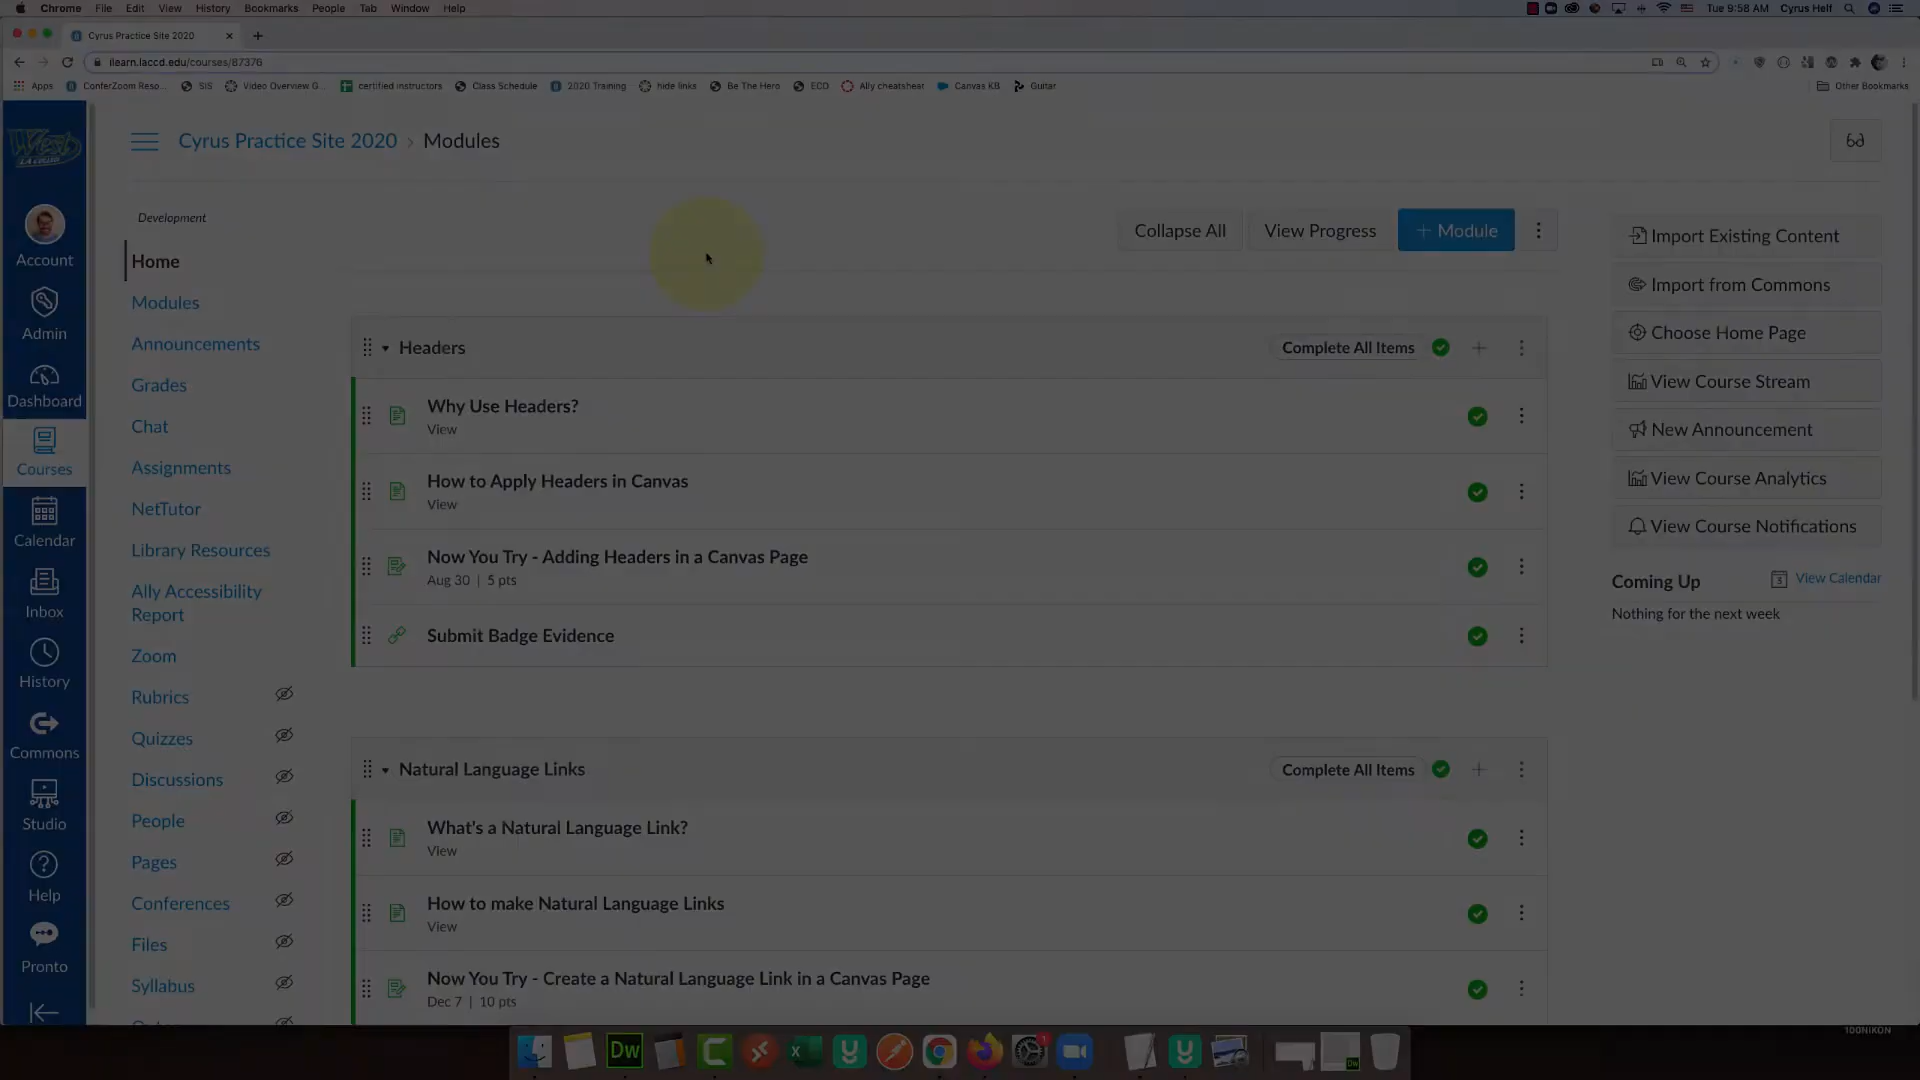 Chrome File Edit View History Bookmarks People Tab Window Help Tue 9:58 AM Cyrus Helf
Cyrus Practice Site 2020
ilearn.laccd.edu/courses/87376
Apps ConferZoom Reso... SIS Video Overview G... certified instructors Class Schedule 2020 Training hide links Be The Hero ECD Ally cheatsheet Canvas KB Guitar Other Bookmarks
West
LA COLLEGE
Cyrus Practice Site 2020 › Modules
Development
Account
Admin
Dashboard
Courses
Calendar
Inbox
History
Commons
Studio
Help
Pronto
Home
Modules
Announcements
Grades
Chat
Assignments
NetTutor
Library Resources
Ally Accessibility
Report
Zoom
Rubrics
Quizzes
Discussions
People
Pages
Conferences
Files
Syllabus
Collapse All View Progress + Module
Headers Complete All Items
Why Use Headers?
View
How to Apply Headers in Canvas
View
Now You Try - Adding Headers in a Canvas Page
Aug 30 | 5 pts
Submit Badge Evidence
Natural Language Links Complete All Items
What's a Natural Language Link?
View
How to make Natural Language Links
View
Now You Try - Create a Natural Language Link in a Canvas Page
Dec 7 | 10 pts
Import Existing Content
Import from Commons
Choose Home Page
View Course Stream
New Announcement
View Course Analytics
View Course Notifications
Coming Up View Calendar
Nothing for the next week
100NIKON
Dw